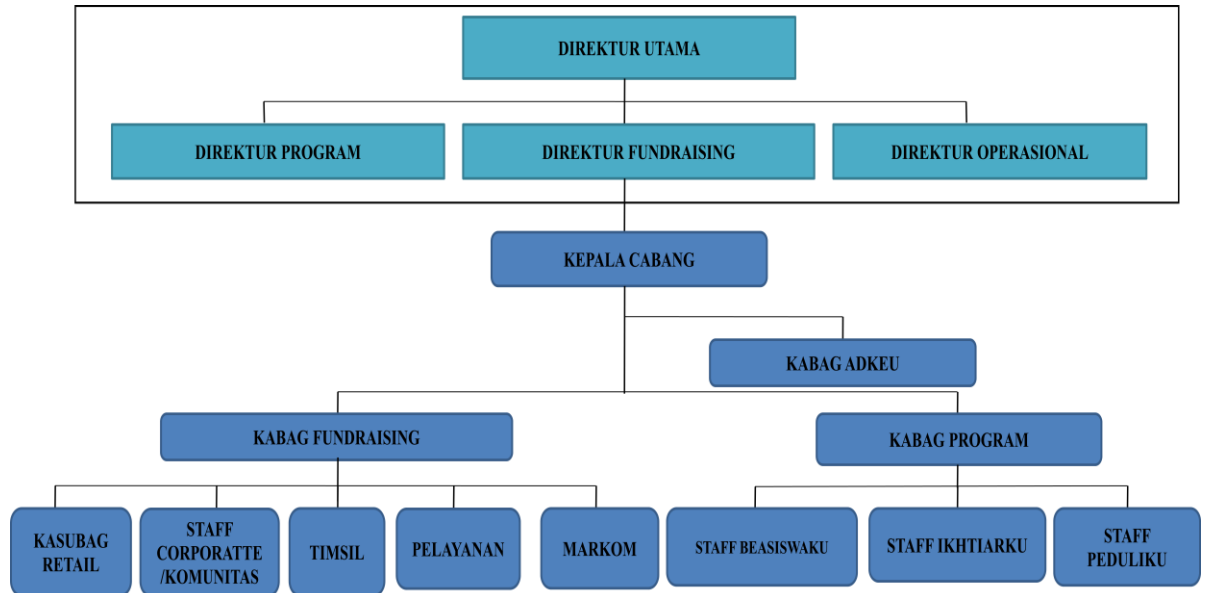 DIREKTUR UTAMA
DIREKTUR PROGRAM
DIREKTUR FUNDRAISING
DIREKTUR OPERASIONAL
KEPALA CABANG
KABAG ADKEU
KABAG FUNDRAISING
KABAG PROGRAM
KASUBAG
RETAIL
STAFF
CORPORATTE
/KOMUNITAS
TIMSIL
PELAYANAN
MARKOM
STAFF BEASISWAKU
STAFF IKHTIARKU
STAFF
PEDULIKU